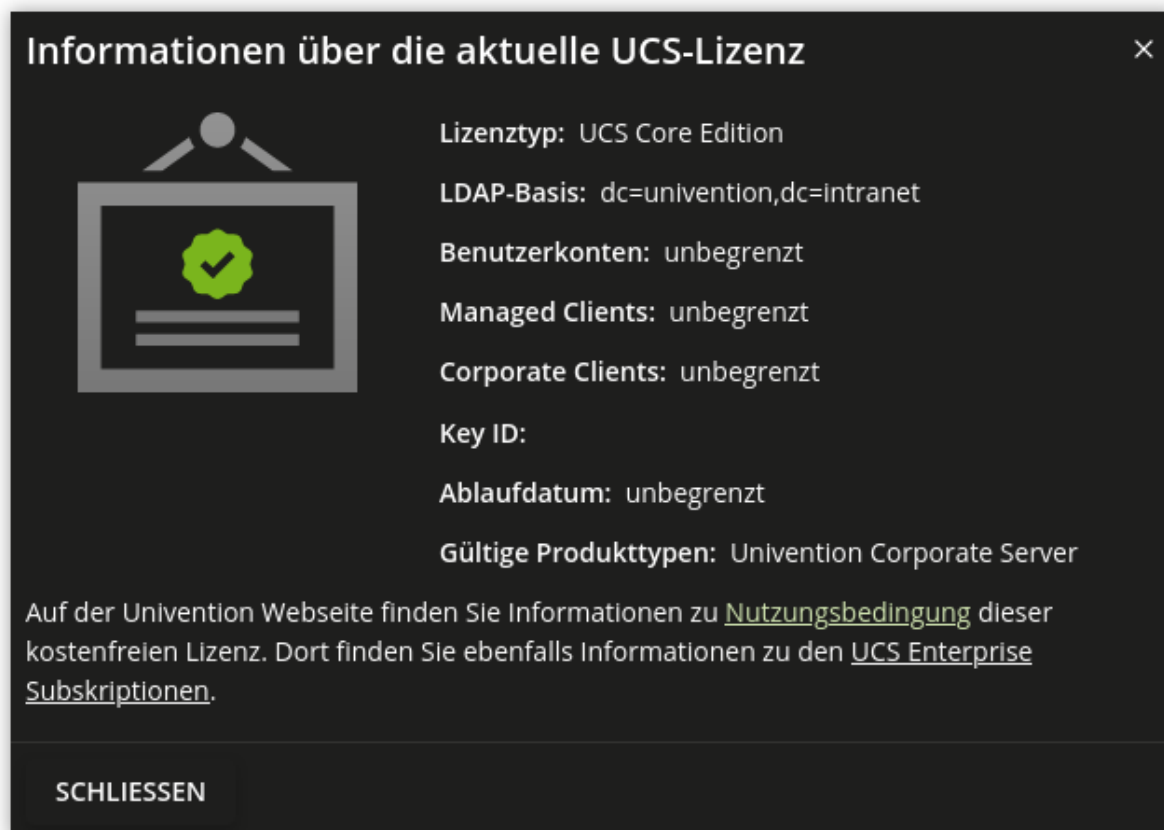 Informationen über die aktuelle UCS-Lizenz
Lizenztyp: UCS Core Edition
LDAP-Basis: dc=univention,dc=intranet
Benutzerkonten: unbegrenzt
Managed Clients: unbegrenzt
Corporate Clients: unbegrenzt
Key ID:
Ablaufdatum: unbegrenzt
Gültige Produkttypen: Univention Corporate Server
Auf der Univention Webseite finden Sie Informationen zu Nutzungsbedingung dieser
kostenfreien Lizenz. Dort finden Sie ebenfalls Informationen zu den UCS Enterprise
Subskriptionen.
SCHLIESSEN